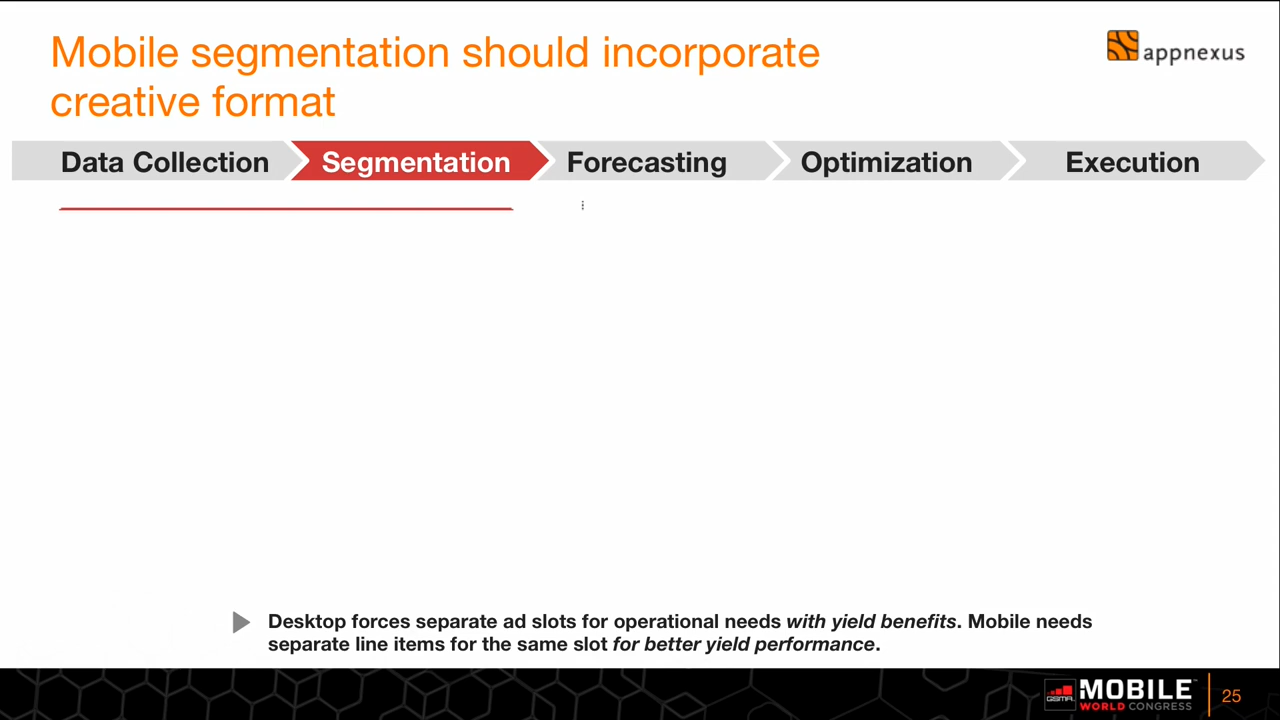 Mobile segmentation should incorporate
creative format
appnexus
Data Collection
Segmentation
Forecasting
Optimization
Execution
Desktop forces separate ad slots for operational needs with yield benefits. Mobile needs
separate line items for the same slot for better yield performance.
GSMA
MOBILE
WORLD CONGRESS
25